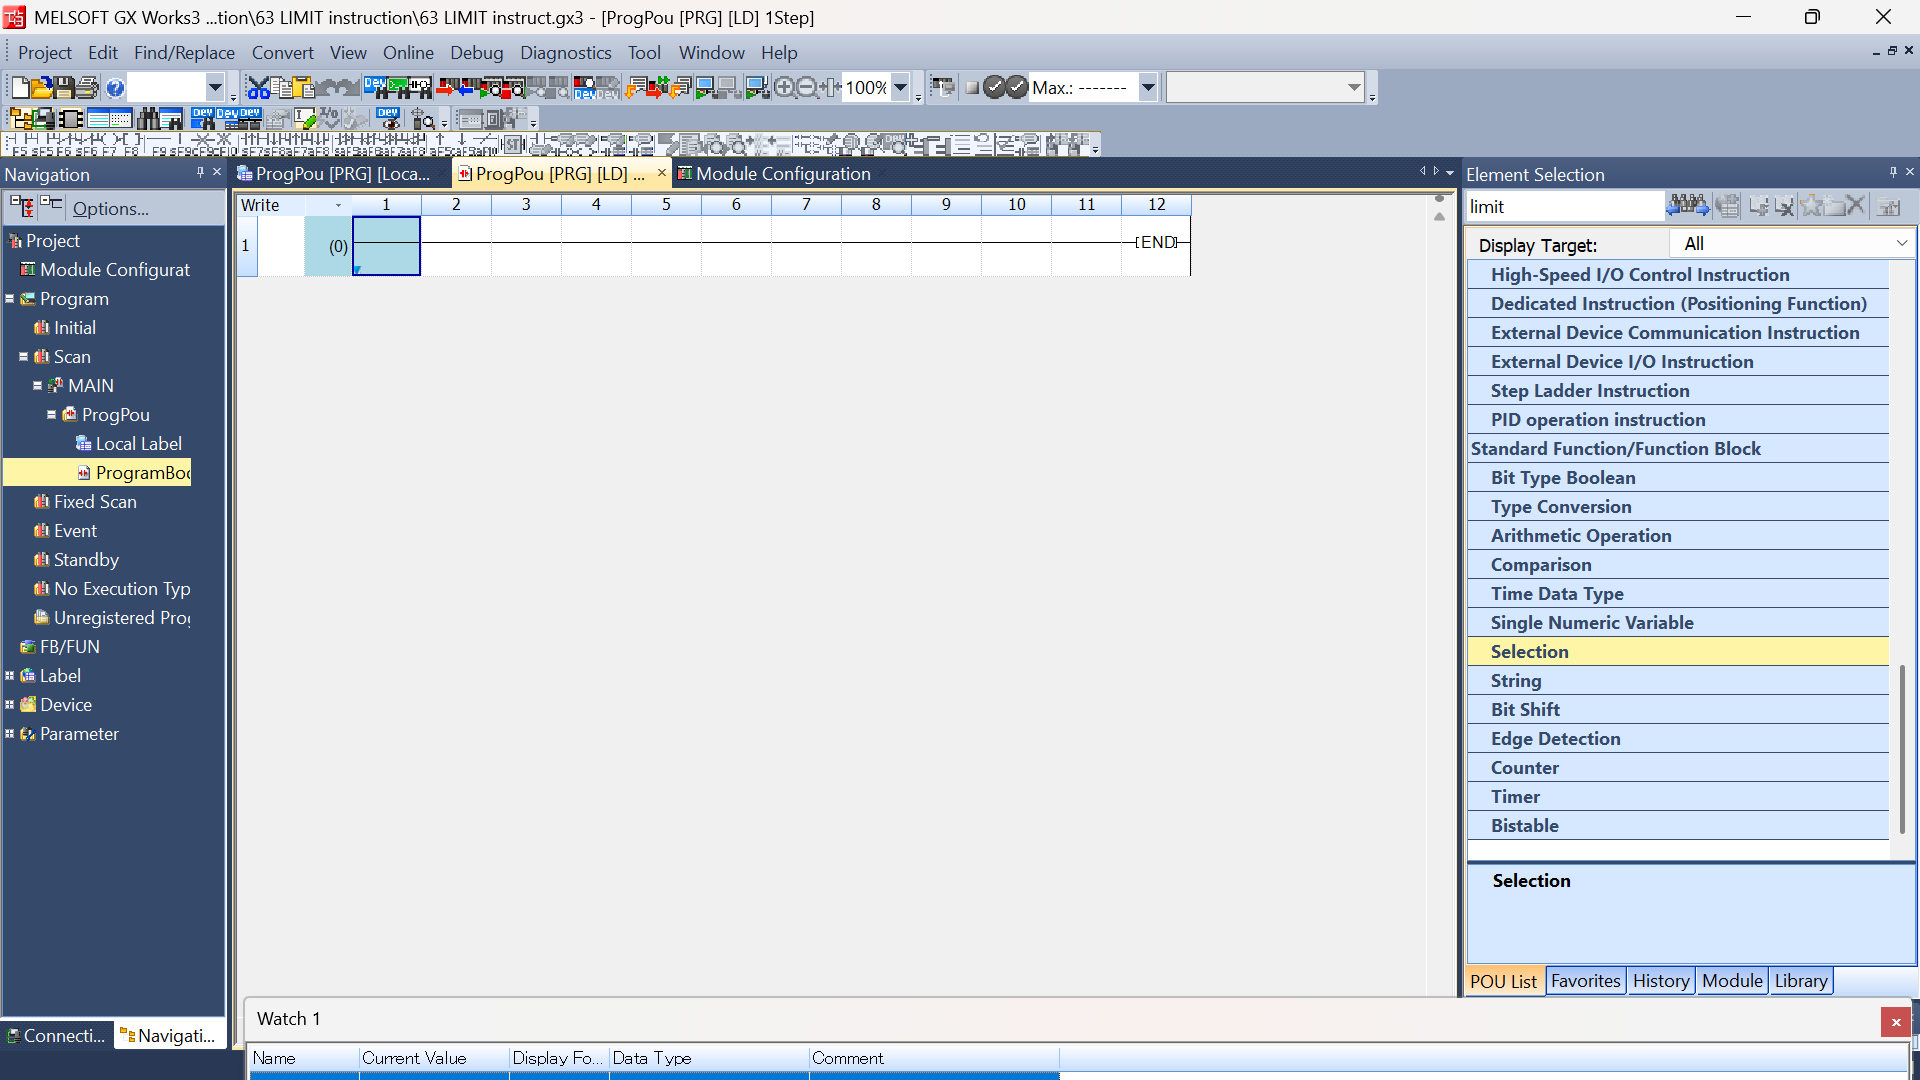 MELSOFT GX Works3 ...tion\63 LIMIT instruction\63 LIMIT instruct.gx3 - [ProgPou [PRG] [LD] 1Step]
Project Edit Find/Replace Convert View Online Debug Diagnostics Tool Window Help
100% Max.: -------
Navigation
Options...
Project
Module Configurat
Program
Initial
Scan
MAIN
ProgPou
Local Label
ProgramBo
Fixed Scan
Event
Standby
No Execution Typ
Unregistered Pro
FB/FUN
Label
Device
Parameter
Connecti... Navigati...
ProgPou [PRG] [Loca... ProgPou [PRG] [LD] ... Module Configuration
Write 1 2 3 4 5 6 7 8 9 10 11 12
1 (0) [END]
Element Selection
limit
Display Target: All
High-Speed I/O Control Instruction
Dedicated Instruction (Positioning Function)
External Device Communication Instruction
External Device I/O Instruction
Step Ladder Instruction
PID operation instruction
Standard Function/Function Block
Bit Type Boolean
Type Conversion
Arithmetic Operation
Comparison
Time Data Type
Single Numeric Variable
Selection
String
Bit Shift
Edge Detection
Counter
Timer
Bistable
Selection
POU List Favorites History Module Library
Watch 1
Name Current Value Display Fo... Data Type Comment